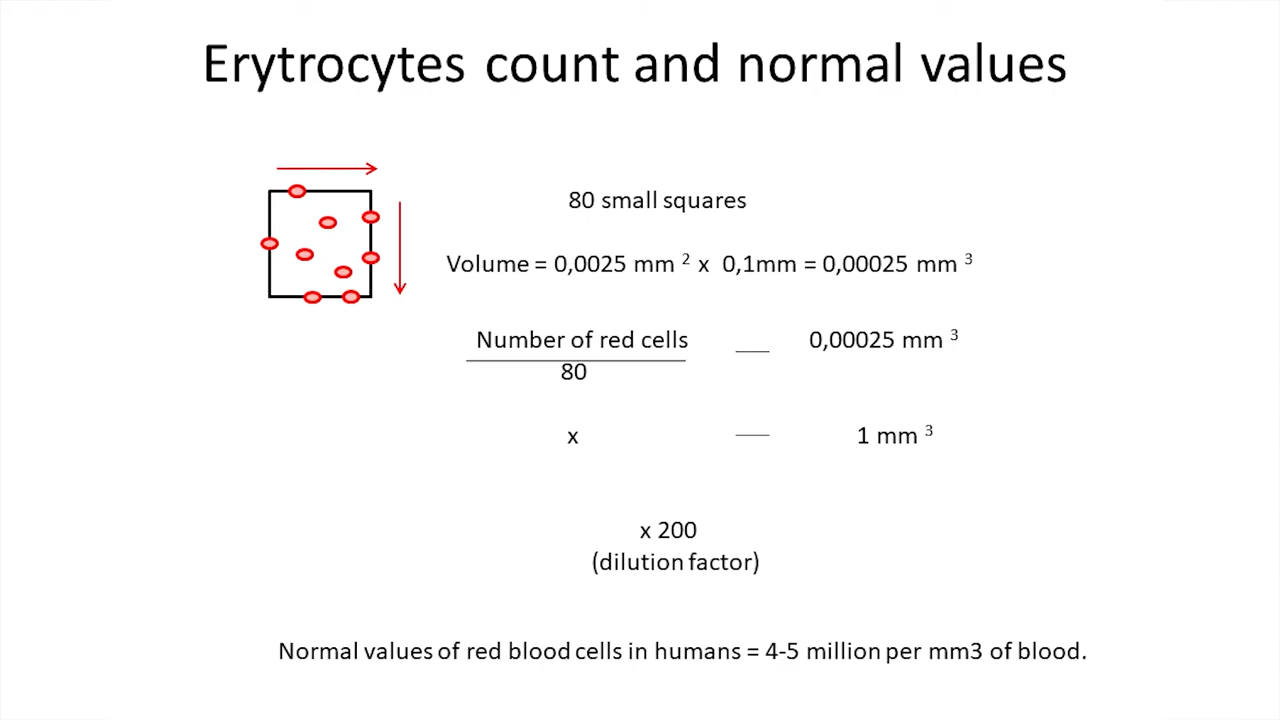 Erytrocytes count and normal values
80 small squares
Volume = 0,0025 mm ² x 0,1mm = 0,00025 mm ³
Number of red cells — 0,00025 mm ³
80
x — 1 mm ³
x 200
(dilution factor)
Normal values of red blood cells in humans = 4-5 million per mm3 of blood.